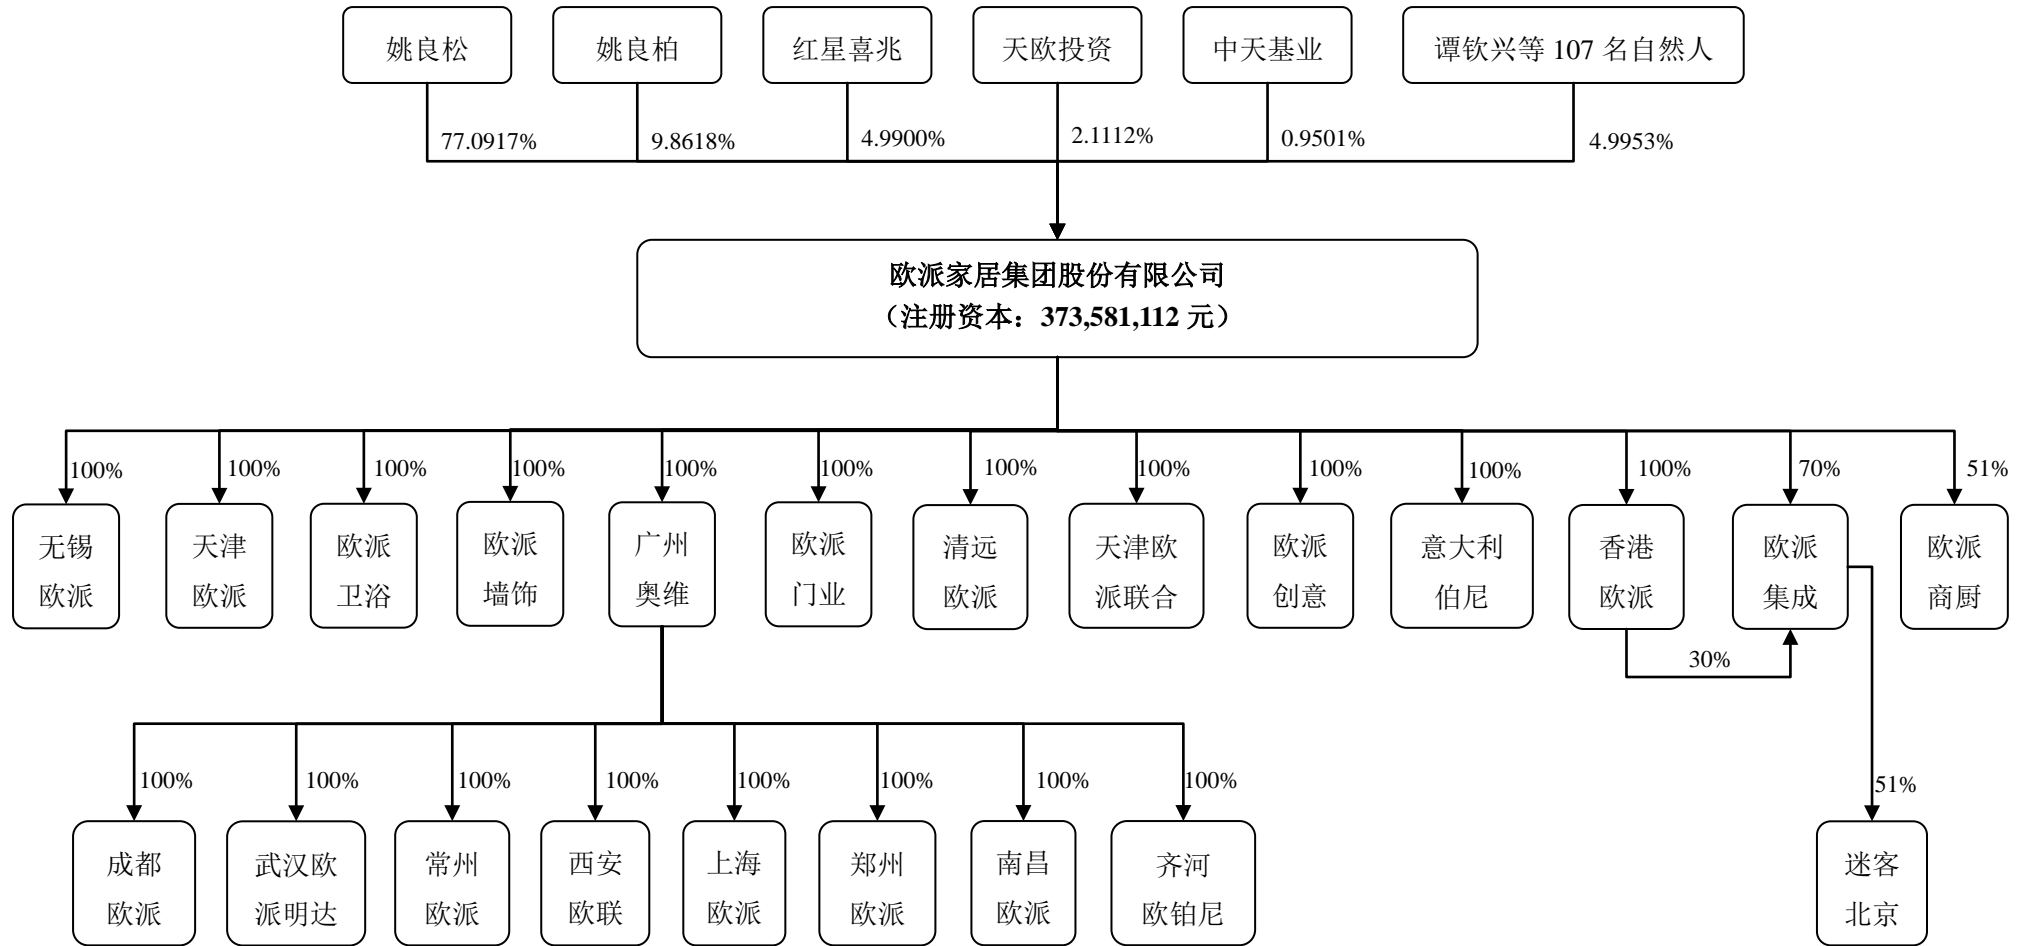 姚良松
姚良柏
红星喜兆
天欧投资
中天基业
谭钦兴等 107 名自然人
77.0917%
9.8618%
4.9900%
2.1112%
0.9501%
4.9953%
欧派家居集团股份有限公司
（注册资本：373,581,112 元）
100%
100%
100%
100%
100%
100%
100%
100%
100%
100%
100%
70%
51%
无锡
欧派
天津
欧派
欧派
卫浴
欧派
墙饰
广州
奥维
欧派
门业
清远
欧派
天津欧
派联合
欧派
创意
意大利
伯尼
香港
欧派
欧派
集成
欧派
商厨
30%
100%
100%
100%
100%
100%
100%
100%
100%
51%
成都
欧派
武汉欧
派明达
常州
欧派
西安
欧联
上海
欧派
郑州
欧派
南昌
欧派
齐河
欧铂尼
迷客
北京